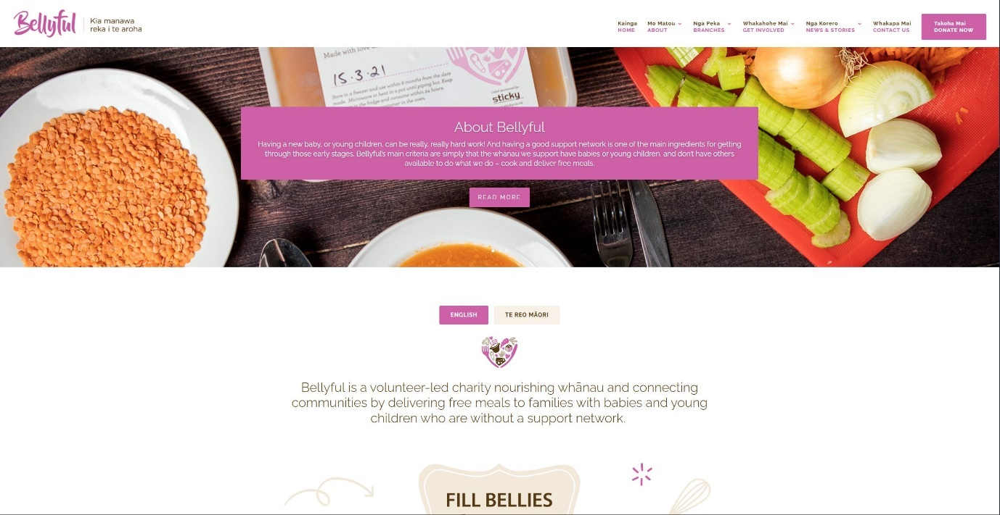 Bellyful
Kia manawa
reka i te aroha
Kainga
HOME
Mo Matou
ABOUT
Nga Peka
BRANCHES
Whakahohe Mai
GET INVOLVED
Nga Korero
NEWS & STORIES
Whakapa Mai
CONTACT US
Takoha Mai
DONATE NOW
Made with love
15.3.21
Store in a freezer and use within 6 months from the date
made. Microwave or heat in a pot until piping hot. Keep
in the fridge and consume within 24 hours.
Label sponsored by:
sticky
About Bellyful
Having a new baby, or young children, can be really, really hard work! And having a good support network is one of the main ingredients for getting
through those early stages. Bellyful's main criteria are simply that the whānau we support have babies or young children, and don't have others
available to do what we do – cook and deliver free meals.
READ MORE
ENGLISH
TE REO MĀORI
Bellyful is a volunteer-led charity nourishing whānau and connecting
communities by delivering free meals to families with babies and young
children who are without a support network.
FILL BELLIES